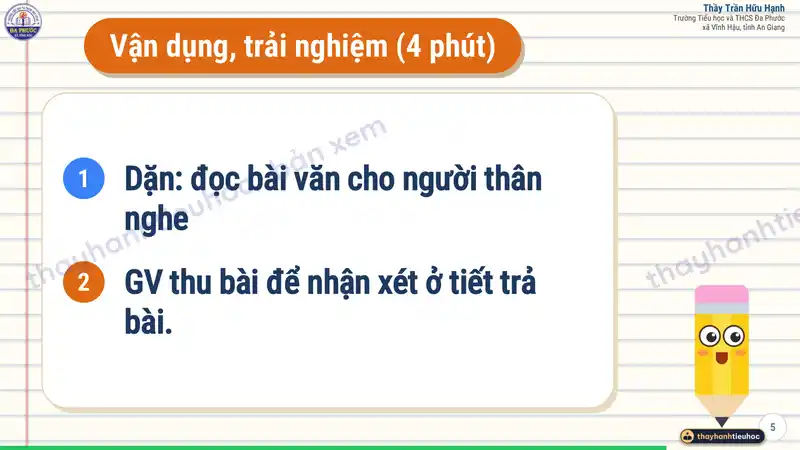 Thầy Trần Hữu Hạnh
Trường Tiểu học và THCS Đa Phước
xã Vĩnh Hậu, tỉnh An Giang
ĐA PHƯỚC
Vận dụng, trải nghiệm (4 phút)
1
Dặn: đọc bài văn cho người thân
nghe
2
GV thu bài để nhận xét ở tiết trả
bài.
5
thayhanhtieuhoc